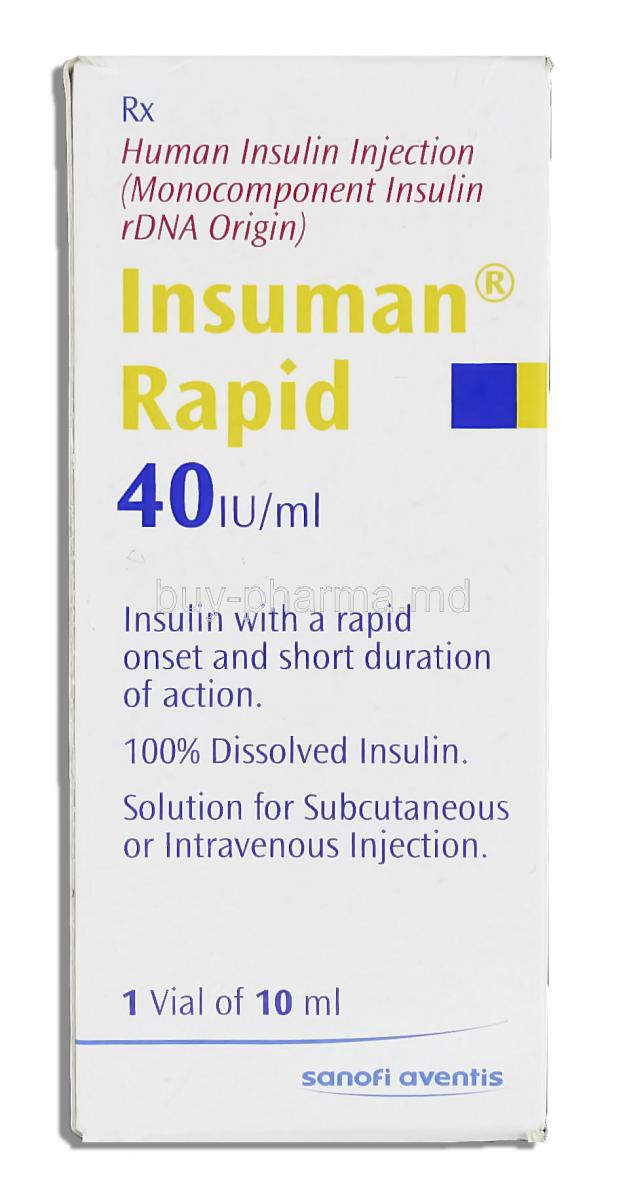 Rx
Human Insulin Injection
(Monocomponent Insulin
rDNA Origin)
Insuman®
Rapid
40 IU/ml
buy-pharma.md
Insulin with a rapid
onset and short duration
of action.
100% Dissolved Insulin.
Solution for Subcutaneous
or Intravenous Injection.
1 Vial of 10 ml
sanofi aventis